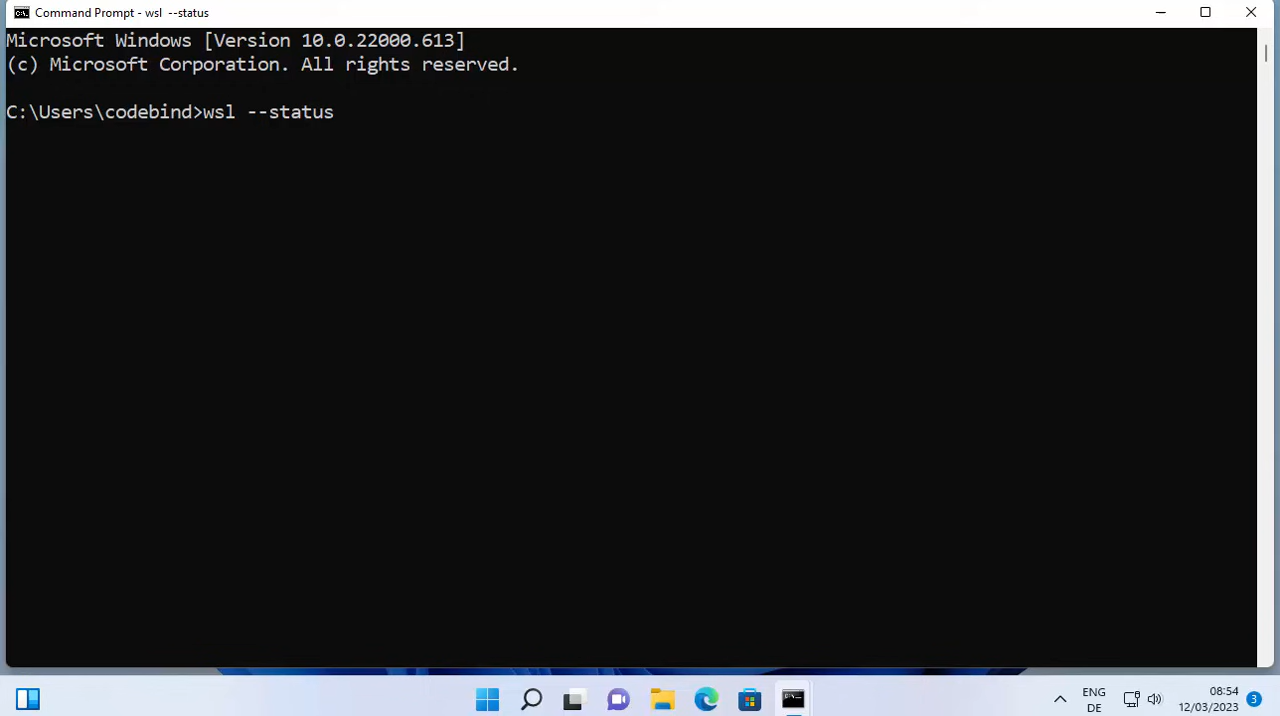 Command Prompt - wsl  --status
Microsoft Windows [Version 10.0.22000.613]
(c) Microsoft Corporation. All rights reserved.
C:\Users\codebind>wsl --status
ENG
DE
08:54
12/03/2023
3